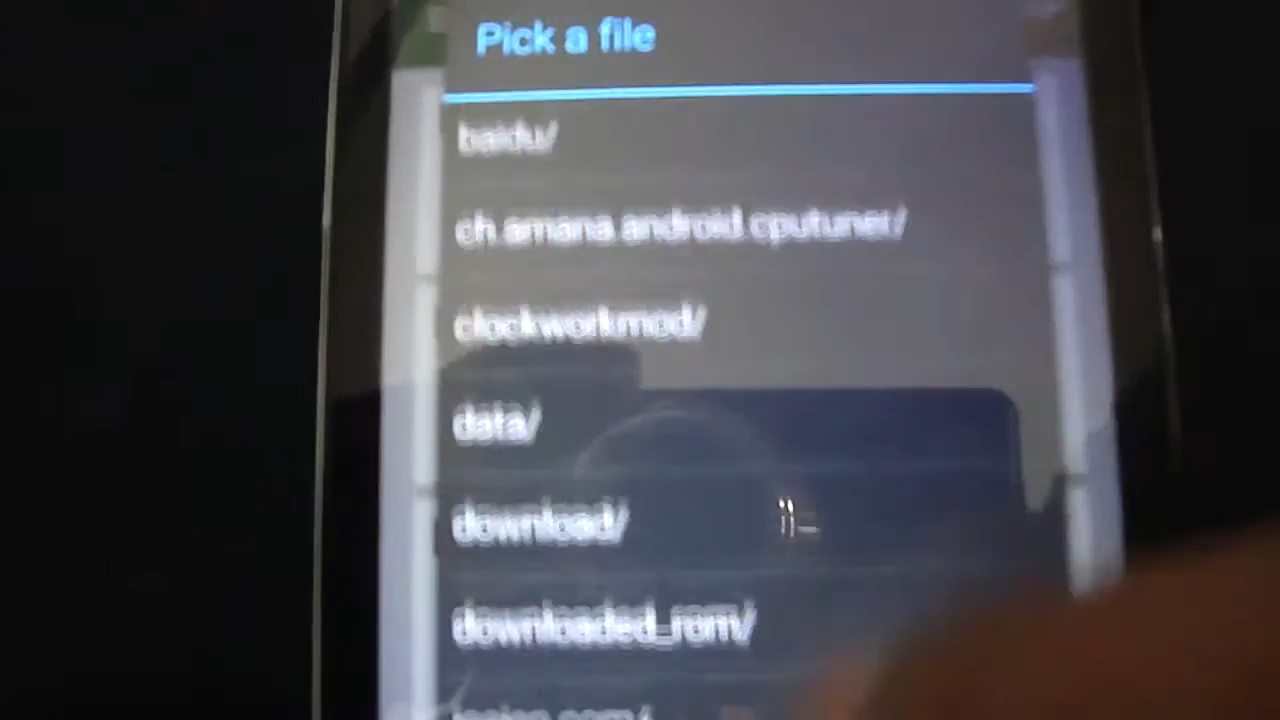 Pick a file
baidu/
ch.amana.android.cputuner/
clockworkmod/
data/
download/
downloaded_rom/